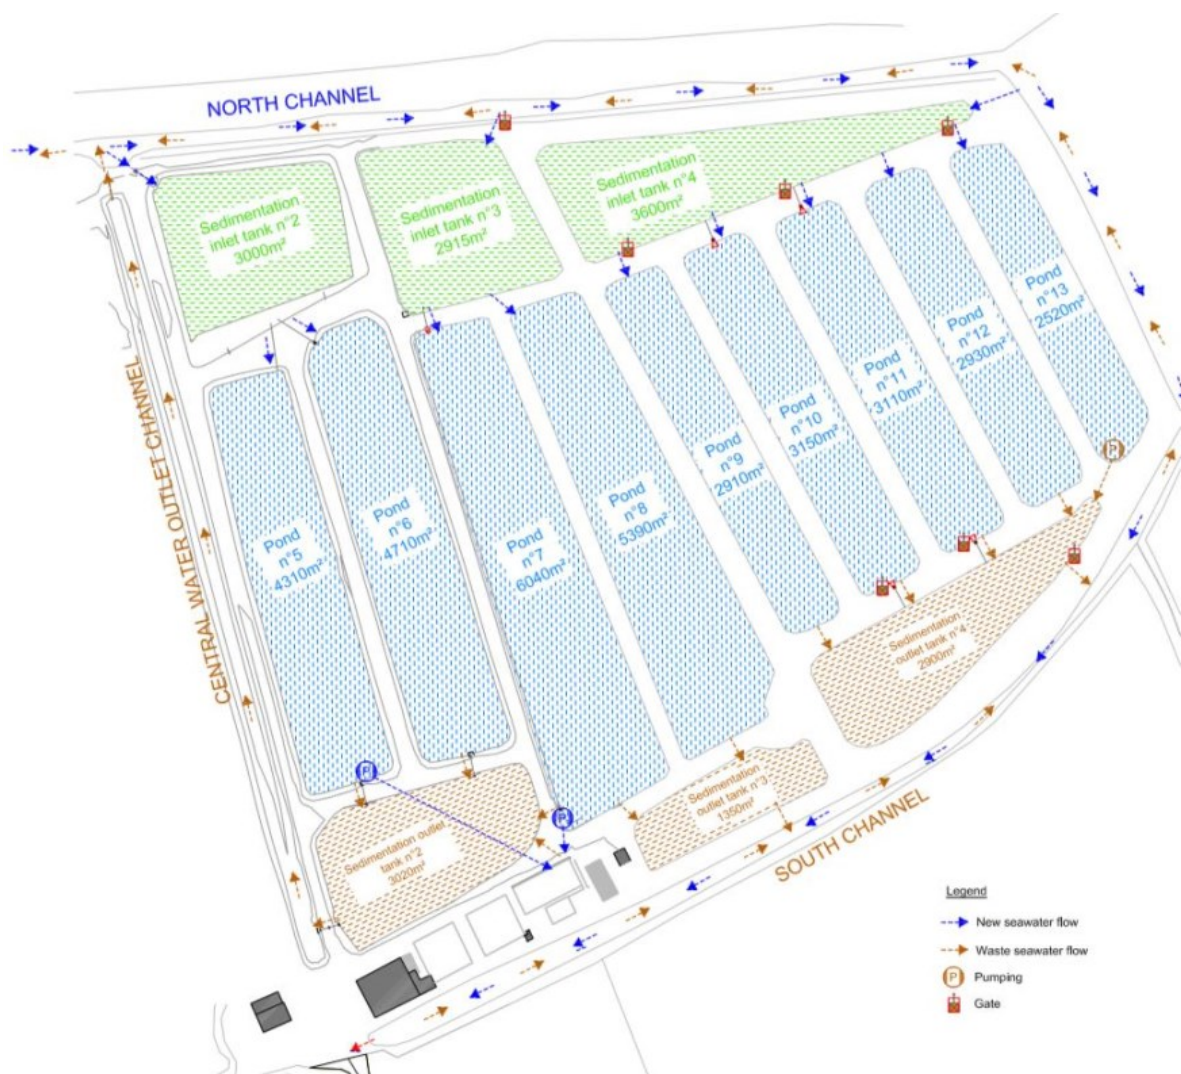 NORTH CHANNEL
Sedimentation
inlet tank n°2
3000m²
Sedimentation
inlet tank n°3
2915m²
Sedimentation
inlet tank n°4
3600m²
CENTRAL WATER OUTLET CHANNEL
Pond
n°5
4310m²
Pond
n°6
4710m²
Pond
n°7
6040m²
Pond
n°8
5390m²
Pond
n°9
2910m²
Pond
n°10
3150m²
Pond
n°11
3110m²
Pond
n°12
2930m²
Pond
n°13
2520m²
P
P
P
Sedimentation outlet
tank n°2
3020m²
Sedimentation
outlet tank n°3
1350m²
Sedimentation
outlet tank n°4
2900m²
SOUTH CHANNEL
Legend
New seawater flow
Waste seawater flow
P Pumping
Gate